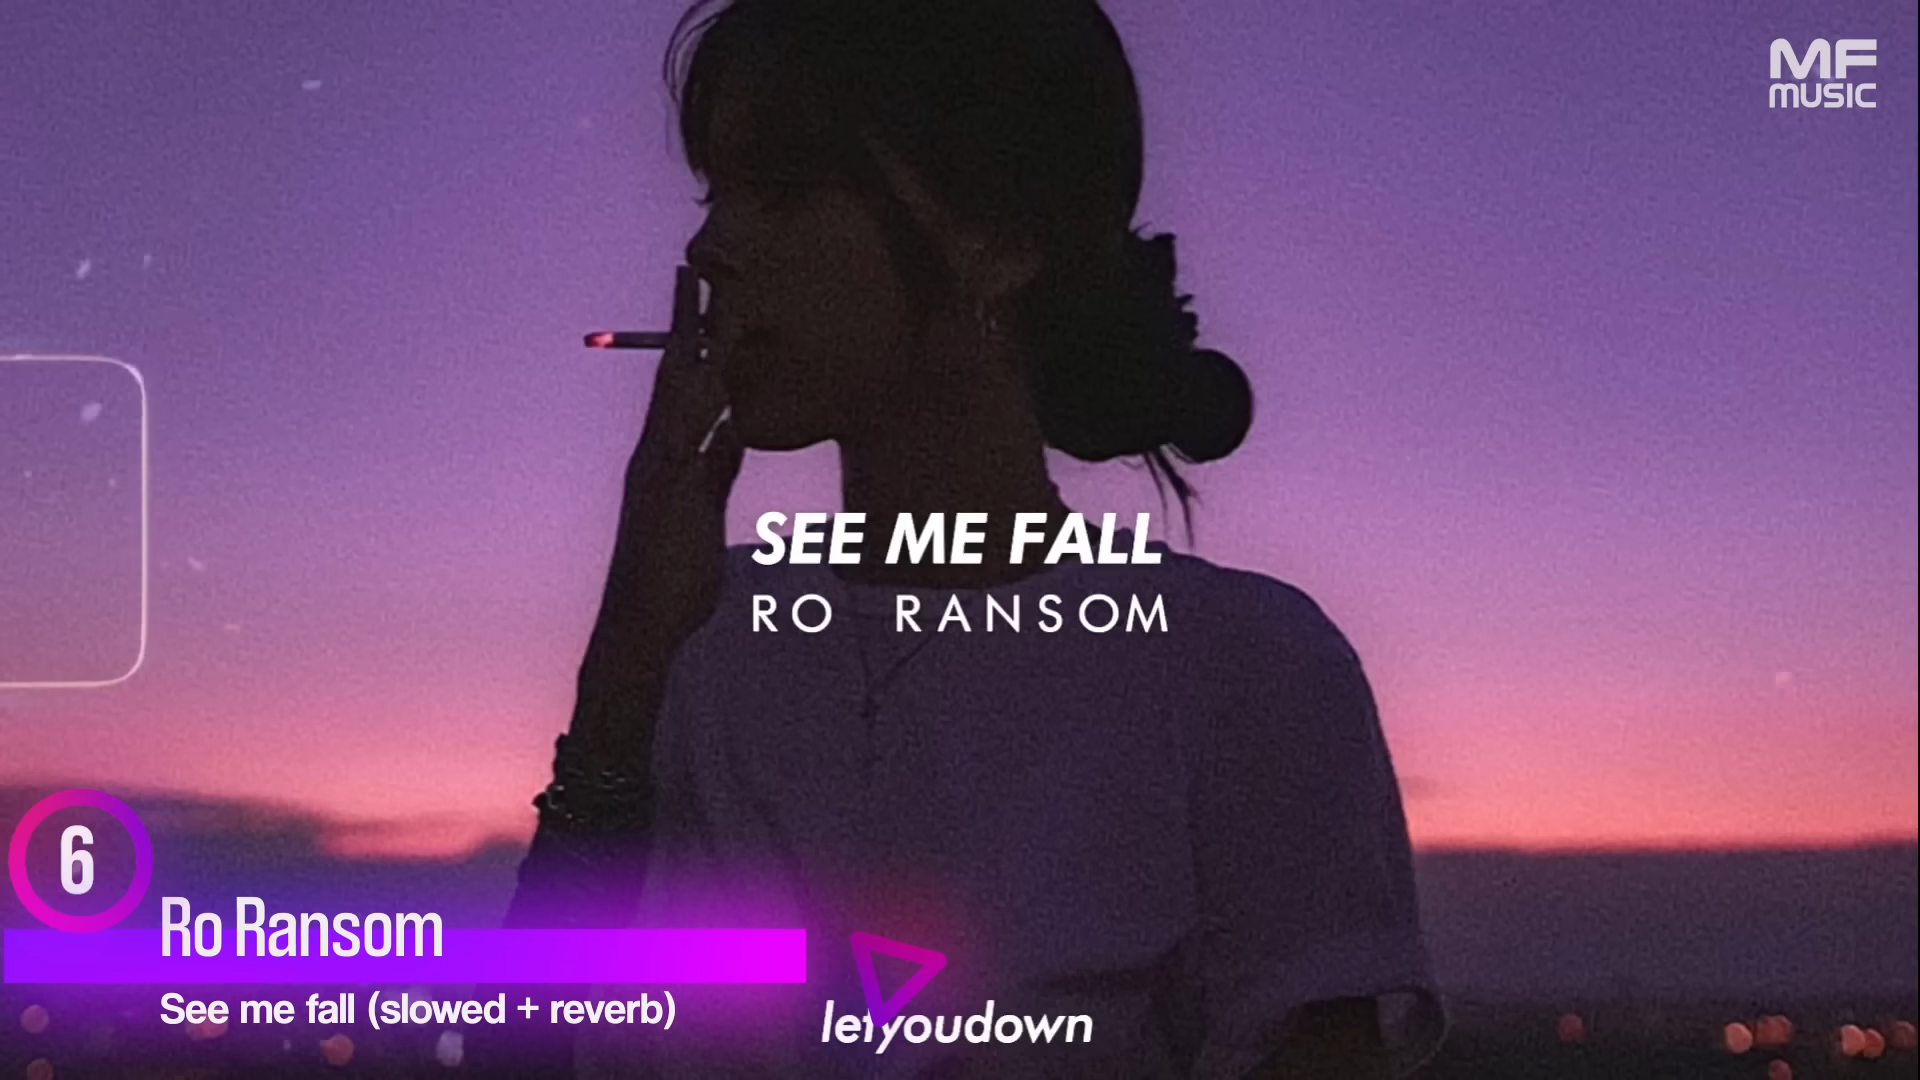 MF
MUSIC
SEE ME FALL
RO RANSOM
6
Ro Ransom
See me fall (slowed + reverb)
letyoudown